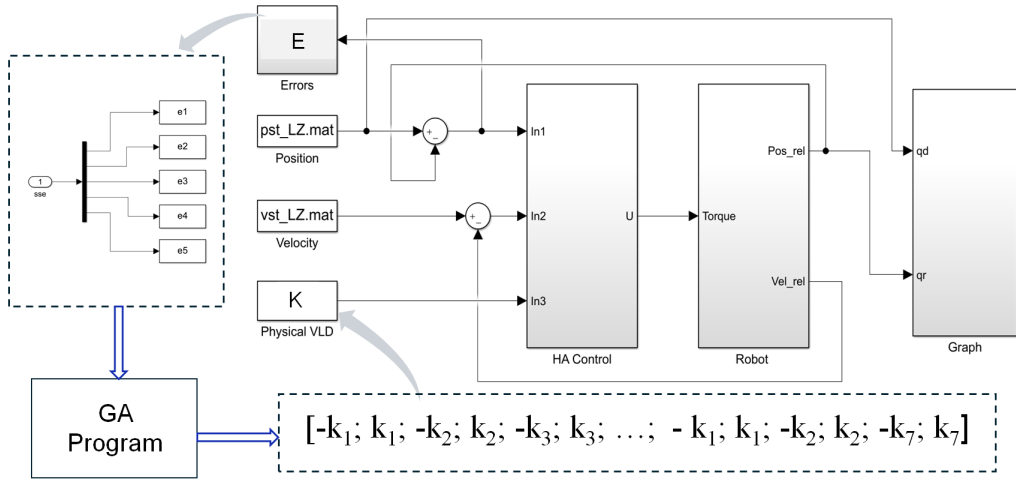 E
Errors
e1
e2
e3
e4
e5
1
sse
pst_LZ.mat
Position
+
-
In1
vst_LZ.mat
Velocity
+
-
In2
K
Physical VLD
In3
U
HA Control
Torque
Pos_rel
Vel_rel
Robot
qd
qr
Graph
GA
Program
[-k₁; k₁; -k₂; k₂; -k₃; k₃; …; - k₁; k₁; -k₂; k₂; -k₇; k₇]